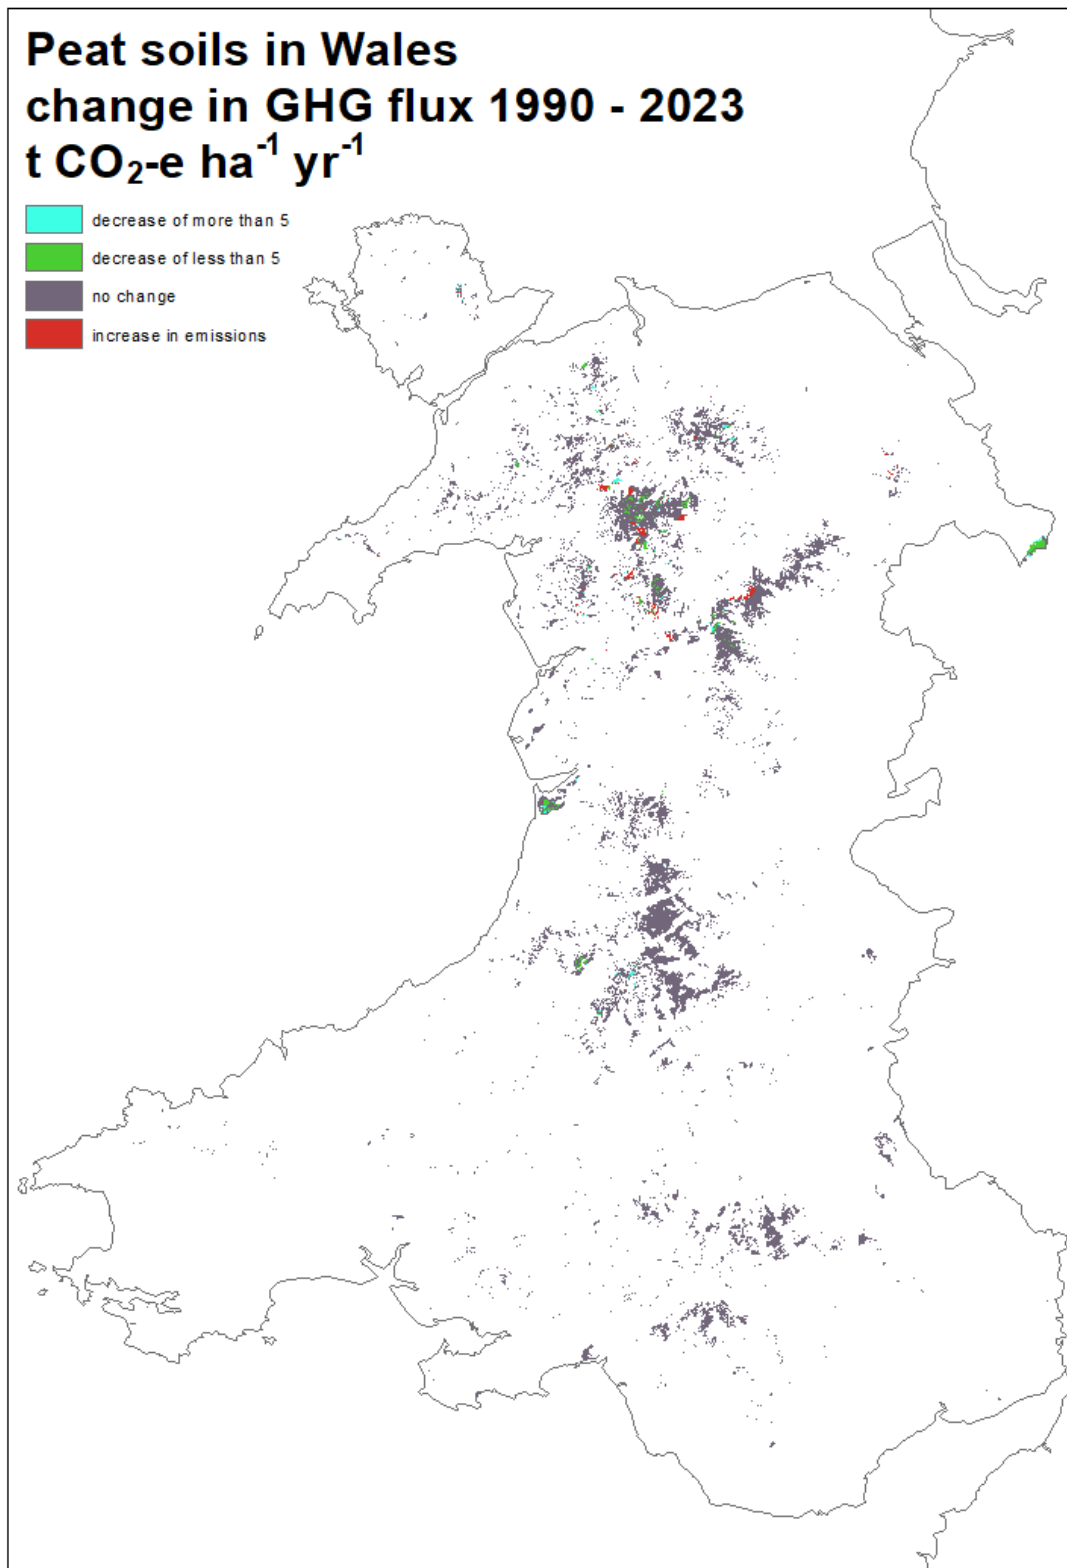 Peat soils in Wales
change in GHG flux 1990 - 2023
t CO₂-e ha⁻¹ yr⁻¹
decrease of more than 5
decrease of less than 5
no change
increase in emissions